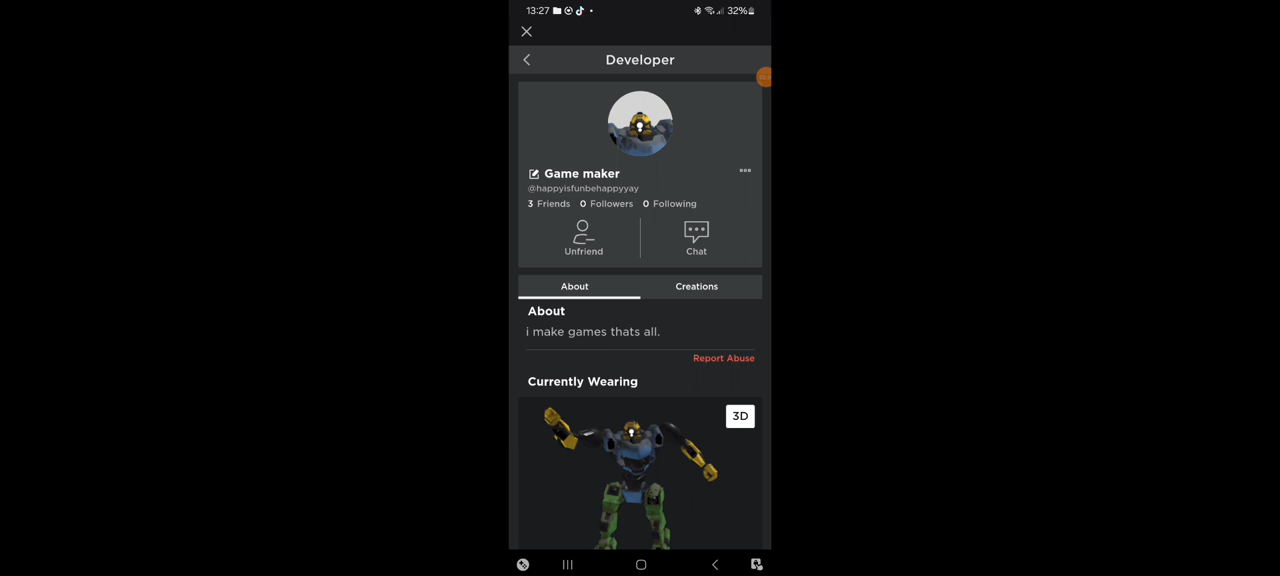 13:27
32%
Developer
Game maker
@happyisfunbehappyyay
3 Friends 0 Followers 0 Following
Unfriend
Chat
About
Creations
About
i make games thats all.
Report Abuse
Currently Wearing
3D